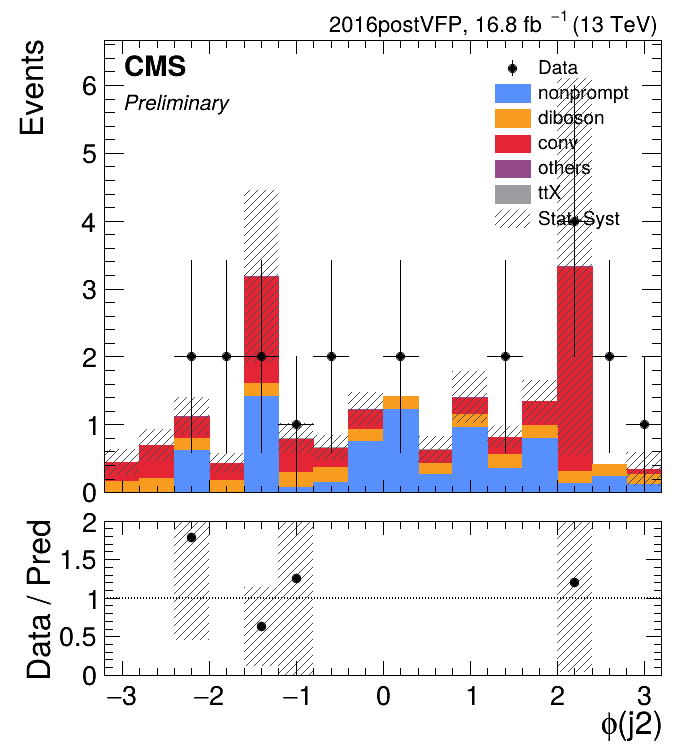 2016postVFP, 16.8 fb⁻¹ (13 TeV)
CMS
Preliminary
Events
Data
nonprompt
diboson
conv
others
ttX
Stat+Syst
6
5
4
3
2
1
0
Data / Pred
2
1.5
1
0.5
0
−3 −2 −1 0 1 2 3
ϕ(j2)